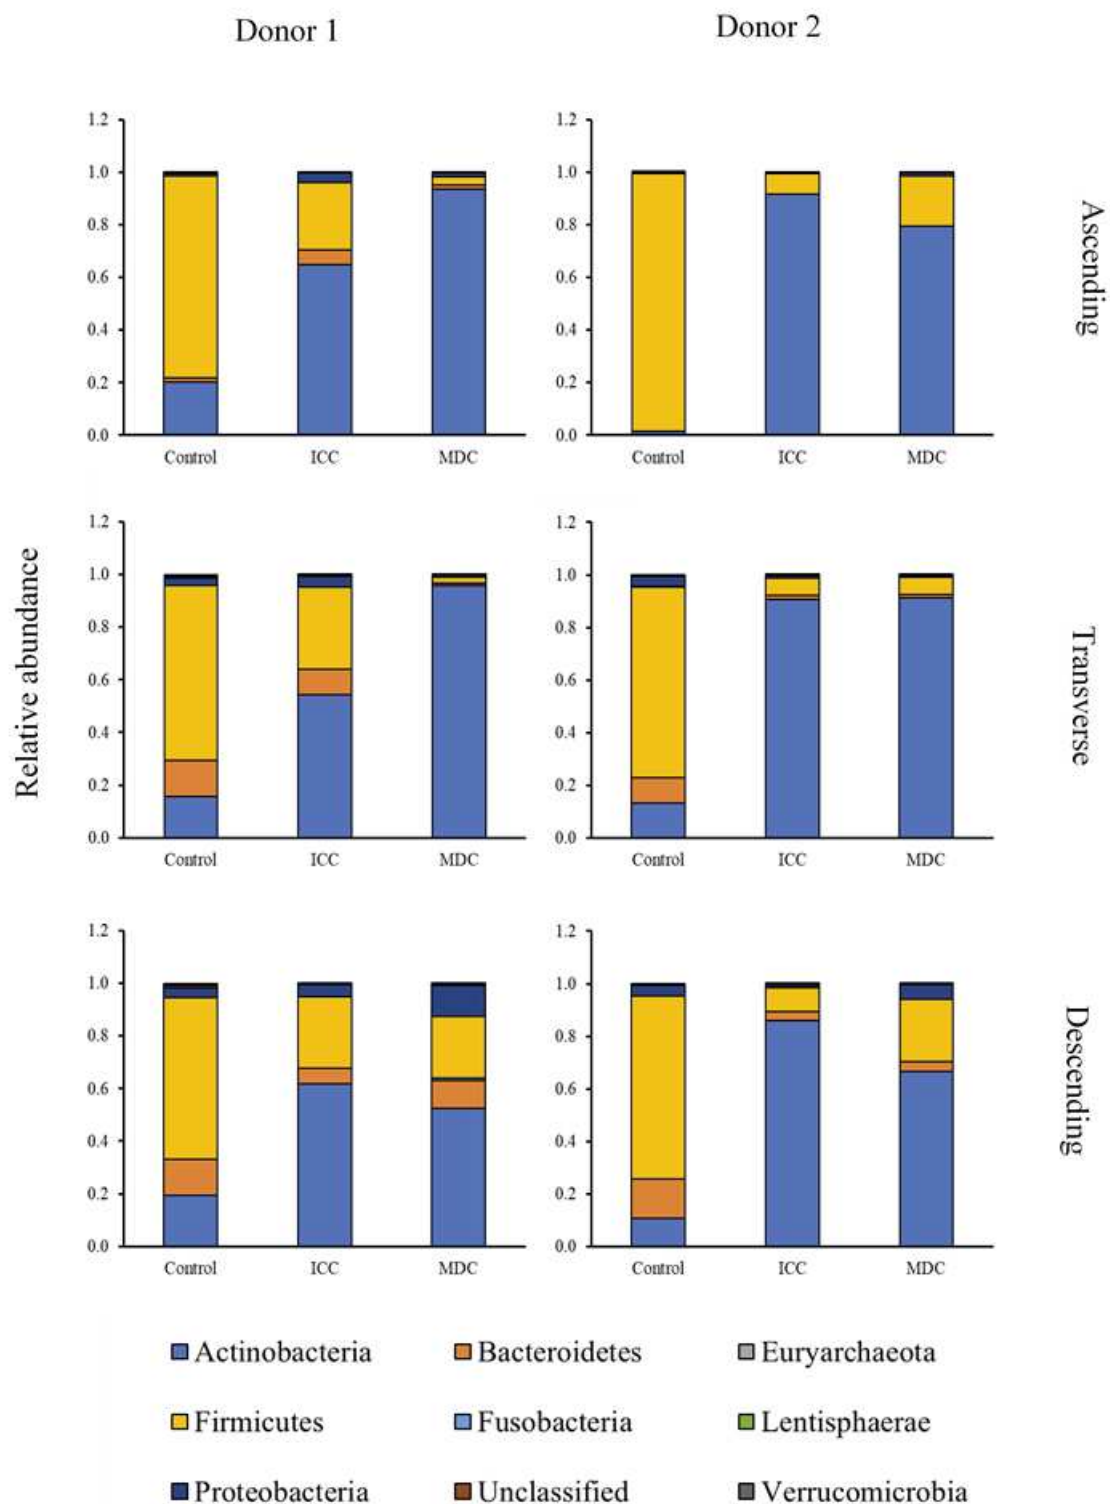 Donor 1 Donor 2
1.2 1.2
1.0 1.0
0.8 0.8
0.6 0.6
0.4 0.4
0.2 0.2
0.0 0.0
Control ICC MDC Control ICC MDC
Ascending
1.2 1.2
1.0 1.0
0.8 0.8
0.6 0.6
0.4 0.4
0.2 0.2
0.0 0.0
Control ICC MDC Control ICC MDC
Relative abundance
Transverse
1.2 1.2
1.0 1.0
0.8 0.8
0.6 0.6
0.4 0.4
0.2 0.2
0.0 0.0
Control ICC MDC Control ICC MDC
Descending
Actinobacteria Bacteroidetes Euryarchaeota
Firmicutes Fusobacteria Lentisphaerae
Proteobacteria Unclassified Verrucomicrobia